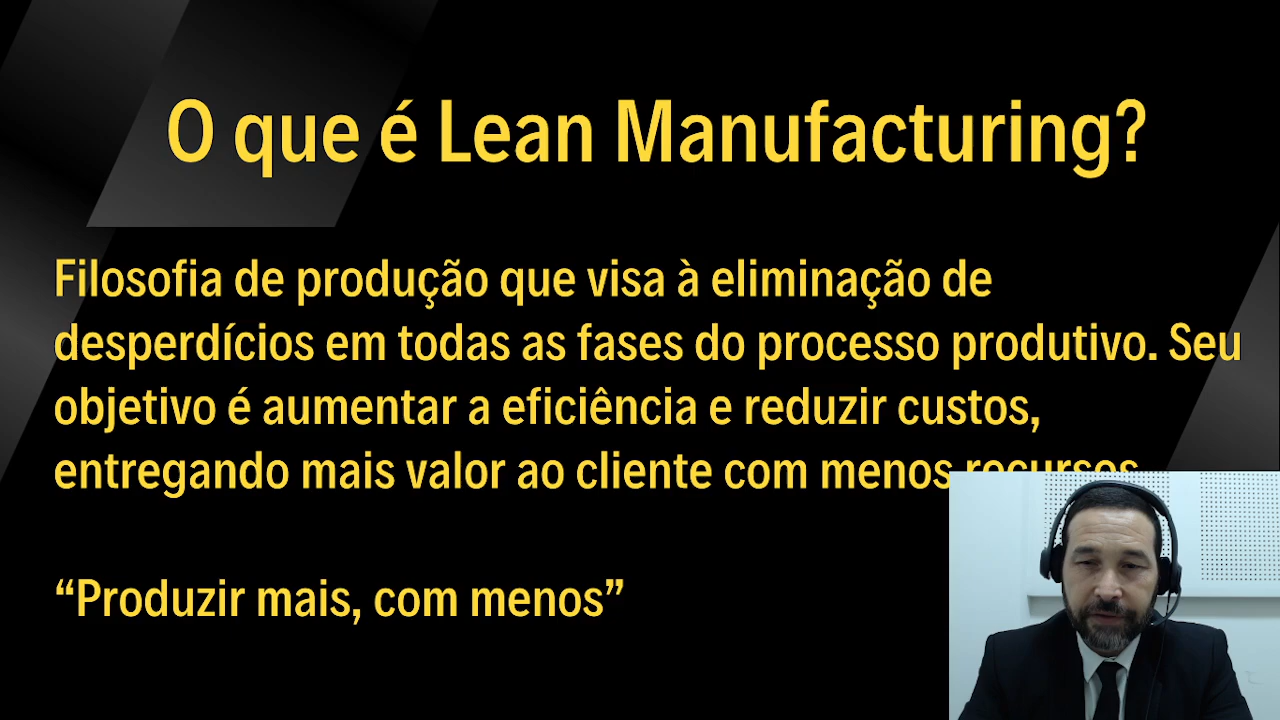 O que é Lean Manufacturing?
Filosofia de produção que visa à eliminação de
desperdícios em todas as fases do processo produtivo. Seu
objetivo é aumentar a eficiência e reduzir custos,
entregando mais valor ao cliente com menos recursos
“Produzir mais, com menos”